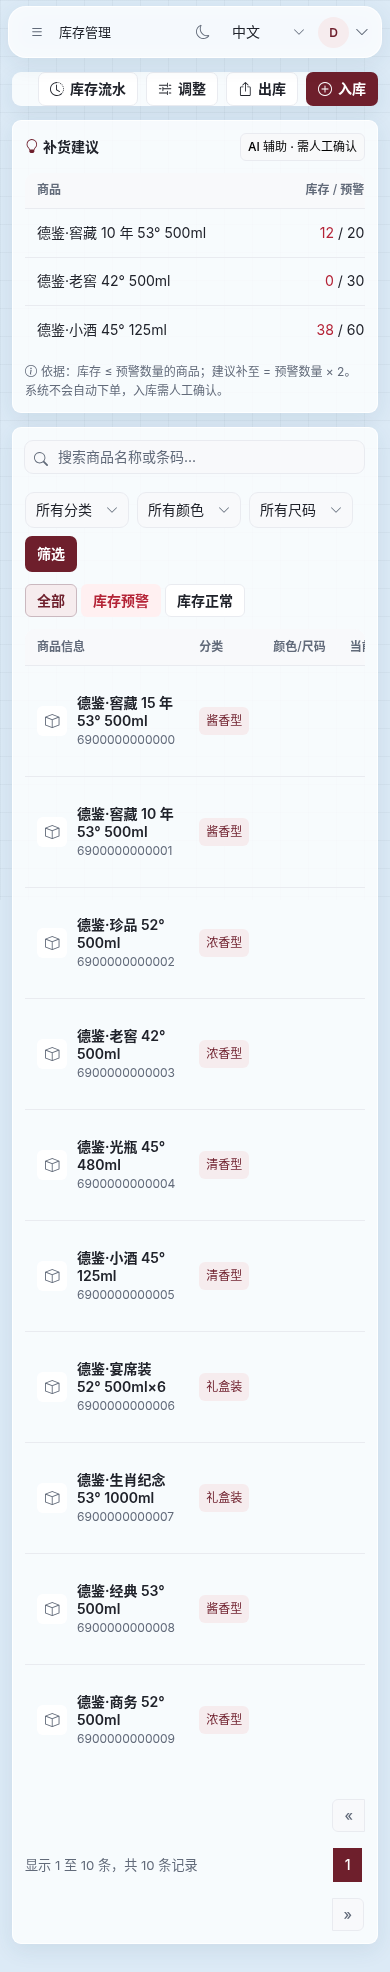 库存管理
中文
D
库存流水
调整
出库
入库
补货建议
AI 辅助 · 需人工确认
商品
库存 / 预警
德鉴·窖藏 10 年 53° 500ml
12 / 20
德鉴·老窖 42° 500ml
0 / 30
德鉴·小酒 45° 125ml
38 / 60
依据：库存 ≤ 预警数量的商品；建议补至 = 预警数量 × 2。
系统不会自动下单，入库需人工确认。
搜索商品名称或条码...
所有分类
所有颜色
所有尺码
筛选
全部
库存预警
库存正常
商品信息
分类
颜色/尺码
当前
德鉴·窖藏 15 年
53° 500ml
6900000000000
酱香型
德鉴·窖藏 10 年
53° 500ml
6900000000001
酱香型
德鉴·珍品 52°
500ml
6900000000002
浓香型
德鉴·老窖 42°
500ml
6900000000003
浓香型
德鉴·光瓶 45°
480ml
6900000000004
清香型
德鉴·小酒 45°
125ml
6900000000005
清香型
德鉴·宴席装
52° 500ml×6
6900000000006
礼盒装
德鉴·生肖纪念
53° 1000ml
6900000000007
礼盒装
德鉴·经典 53°
500ml
6900000000008
酱香型
德鉴·商务 52°
500ml
6900000000009
浓香型
«
显示 1 至 10 条，共 10 条记录
1
»